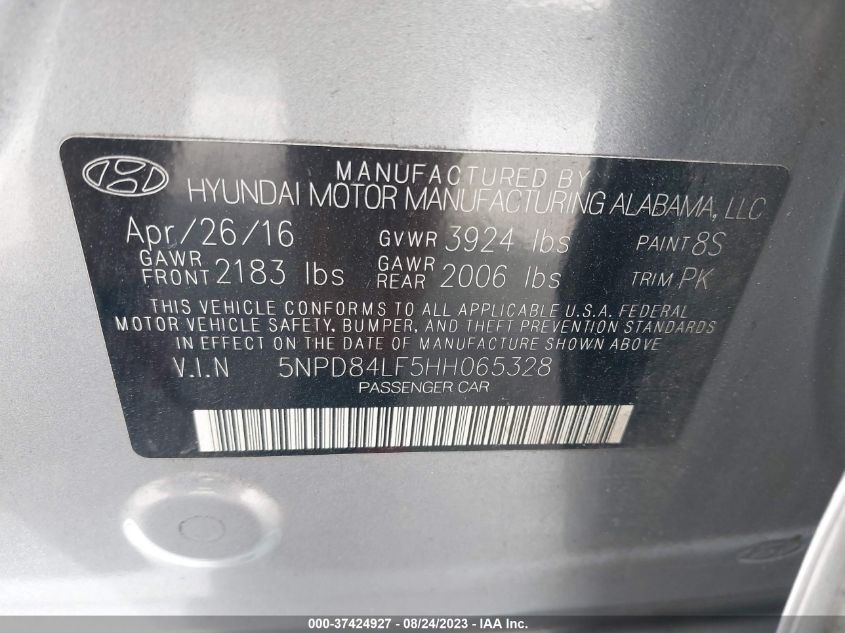 MANUFACTURED BY
HYUNDAI MOTOR MANUFACTURING ALABAMA, LLC
Apr/26/16 GVWR 3924 lbs PAINT 8S
GAWR FRONT 2183 lbs GAWR REAR 2006 lbs TRIM PK
THIS VEHICLE CONFORMS TO ALL APPLICABLE U.S.A. FEDERAL
MOTOR VEHICLE SAFETY, BUMPER, AND THEFT PREVENTION STANDARDS
IN EFFECT ON THE DATE OF MANUFACTURE SHOWN ABOVE.
V.I.N 5NPD84LF5HH065328
PASSENGER CAR
000-37424927 - 08/24/2023 - COPYRIGHT IAA, LLC.